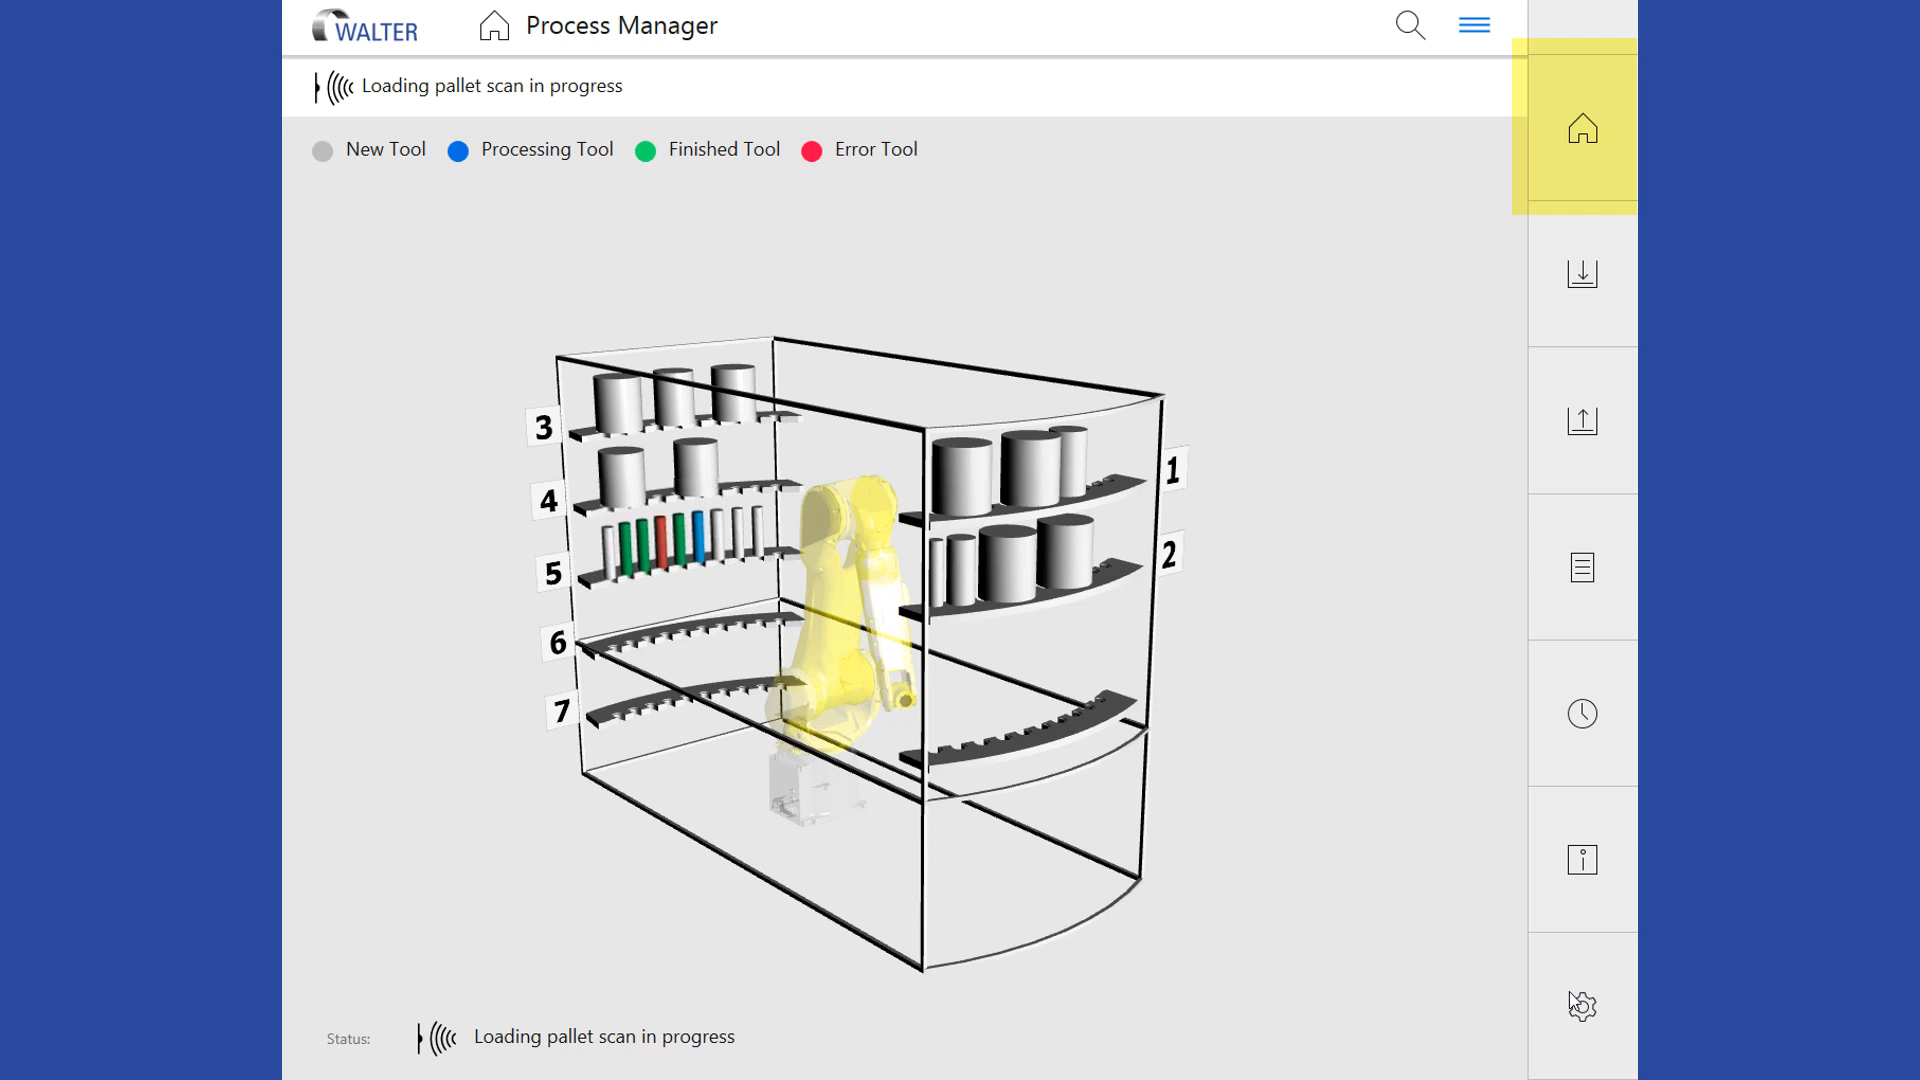 WALTER
Process Manager
Loading pallet scan in progress
New Tool
Processing Tool
Finished Tool
Error Tool
3
4
5
6
7
1
2
Status:
Loading pallet scan in progress